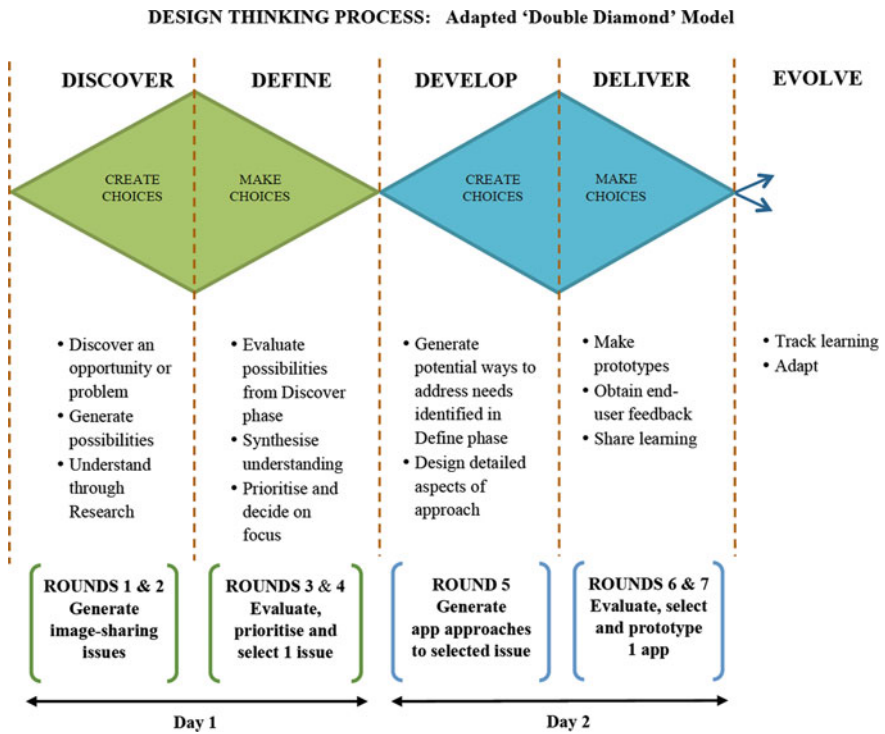 DESIGN THINKING PROCESS: Adapted ‘Double Diamond’ Model
DISCOVER
DEFINE
DEVELOP
DELIVER
EVOLVE
CREATE
CHOICES
MAKE
CHOICES
CREATE
CHOICES
MAKE
CHOICES
• Discover an
opportunity or
problem
• Generate
possibilities
• Understand
through
Research
• Evaluate
possibilities
from Discover
phase
• Synthesise
understanding
• Prioritise and
decide on
focus
• Generate
potential ways to
address needs
identified in
Define phase
• Design detailed
aspects of
approach
• Make
prototypes
• Obtain end-
user feedback
• Share learning
• Track learning
• Adapt
ROUNDS 1 & 2
Generate
image-sharing
issues
ROUNDS 3 & 4
Evaluate,
prioritise and
select 1 issue
ROUND 5
Generate
app approaches
to selected issue
ROUNDS 6 & 7
Evaluate, select
and prototype
1 app
Day 1
Day 2